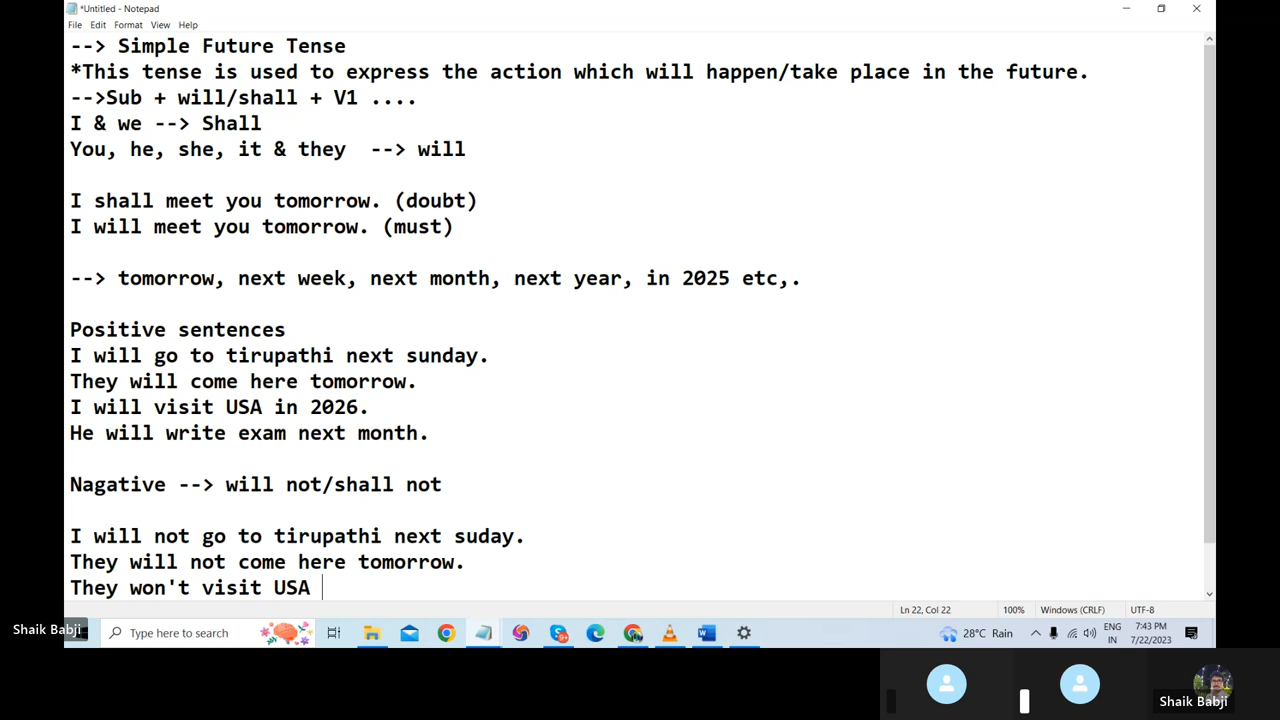 *Untitled - Notepad
File Edit Format View Help
--> Simple Future Tense
*This tense is used to express the action which will happen/take place in the future.
-->Sub + will/shall + V1 ....
I & we --> Shall
You, he, she, it & they --> will
I shall meet you tomorrow. (doubt)
I will meet you tomorrow. (must)
--> tomorrow, next week, next month, next year, in 2025 etc,.
Positive sentences
I will go to tirupathi next sunday.
They will come here tomorrow.
I will visit USA in 2026.
He will write exam next month.
Nagative --> will not/shall not
I will not go to tirupathi next suday.
They will not come here tomorrow.
They won't visit USA
Ln 22, Col 22 100% Windows (CRLF) UTF-8
Shaik Babji
Type here to search
28°C Rain
ENG
IN
7:43 PM
7/22/2023
Shaik Babji